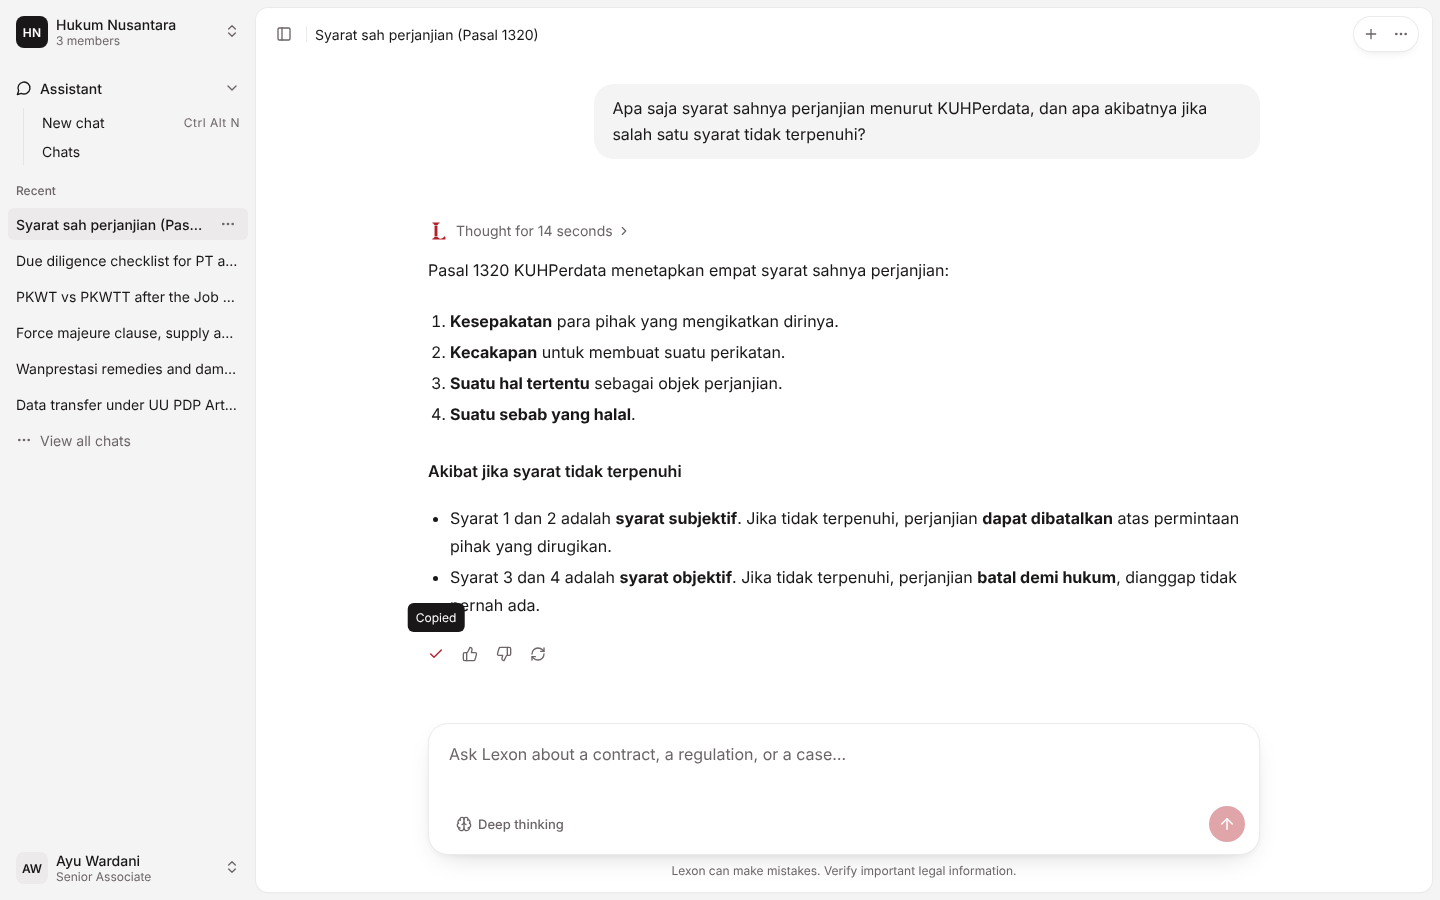 HN
Hukum Nusantara
3 members
Assistant
New chat
Ctrl Alt N
Chats
Recent
Syarat sah perjanjian (Pas...
Due diligence checklist for PT a...
PKWT vs PKWTT after the Job ...
Force majeure clause, supply a...
Wanprestasi remedies and dam...
Data transfer under UU PDP Art...
View all chats
AW
Ayu Wardani
Senior Associate
Syarat sah perjanjian (Pasal 1320)
Apa saja syarat sahnya perjanjian menurut KUHPerdata, dan apa akibatnya jika
salah satu syarat tidak terpenuhi?
L
Thought for 14 seconds
Pasal 1320 KUHPerdata menetapkan empat syarat sahnya perjanjian:
1. Kesepakatan para pihak yang mengikatkan dirinya.
2. Kecakapan untuk membuat suatu perikatan.
3. Suatu hal tertentu sebagai objek perjanjian.
4. Suatu sebab yang halal.
Akibat jika syarat tidak terpenuhi
• Syarat 1 dan 2 adalah syarat subjektif. Jika tidak terpenuhi, perjanjian dapat dibatalkan atas permintaan
pihak yang dirugikan.
• Syarat 3 dan 4 adalah syarat objektif. Jika tidak terpenuhi, perjanjian batal demi hukum, dianggap tidak
pernah ada.
Copied
Ask Lexon about a contract, a regulation, or a case...
Deep thinking
Lexon can make mistakes. Verify important legal information.